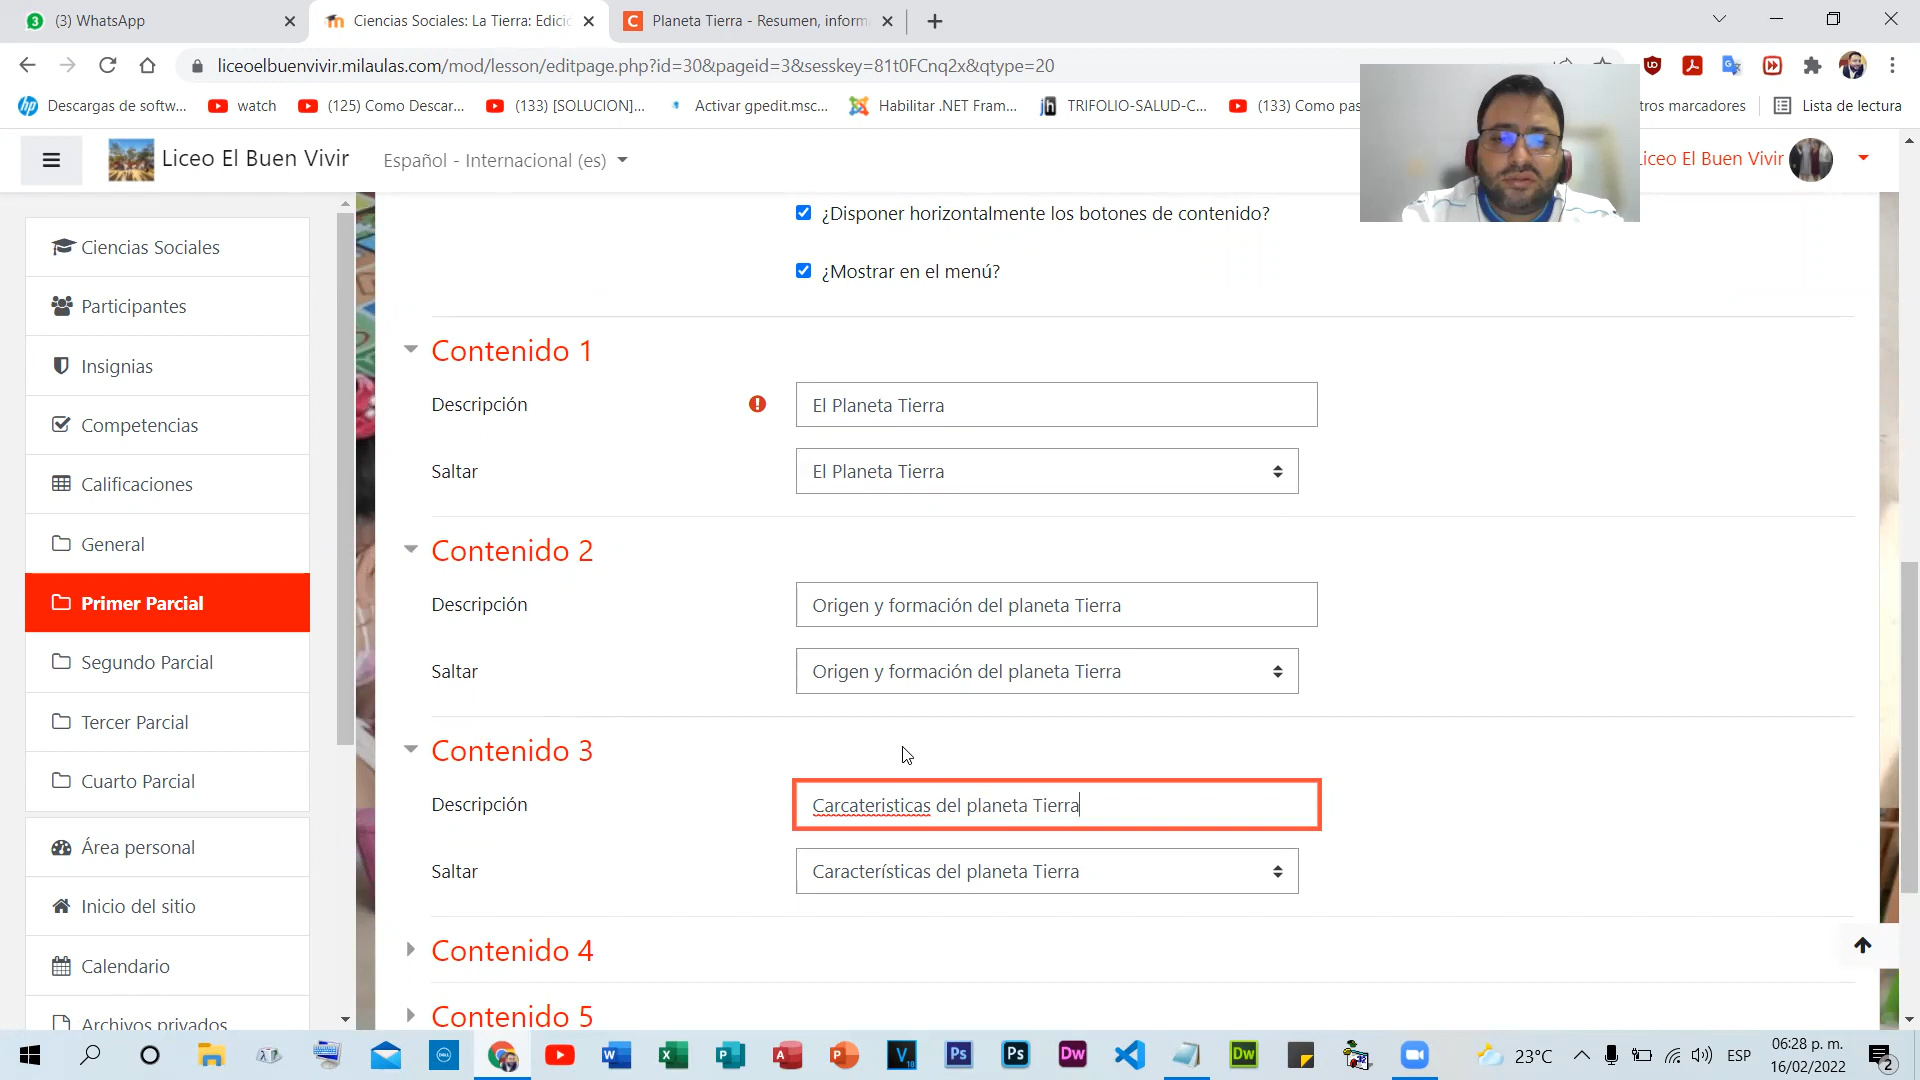 (3) WhatsApp
Ciencias Sociales: La Tierra: Edici
Planeta Tierra - Resumen, inform
liceoelbuenvivir.milaulas.com/mod/lesson/editpage.php?id=30&pageid=3&sesskey=81t0FCnq2x&qtype=20
Descargas de softw...
watch
(125) Como Descar...
(133) [SOLUCION]...
Activar gpedit.msc...
Habilitar .NET Fram...
TRIFOLIO-SALUD-C...
(133) Como pas
tros marcadores
Lista de lectura
Liceo El Buen Vivir
Español - Internacional (es)
Liceo El Buen Vivir
Ciencias Sociales
Participantes
Insignias
Competencias
Calificaciones
General
Primer Parcial
Segundo Parcial
Tercer Parcial
Cuarto Parcial
Área personal
Inicio del sitio
Calendario
Archivos privados
¿Disponer horizontalmente los botones de contenido?
¿Mostrar en el menú?
Contenido 1
Descripción
El Planeta Tierra
Saltar
El Planeta Tierra
Contenido 2
Descripción
Origen y formación del planeta Tierra
Saltar
Origen y formación del planeta Tierra
Contenido 3
Descripción
Carcateristicas del planeta Tierra
Saltar
Características del planeta Tierra
Contenido 4
Contenido 5
23°C
ESP
06:28 p. m.
16/02/2022
2